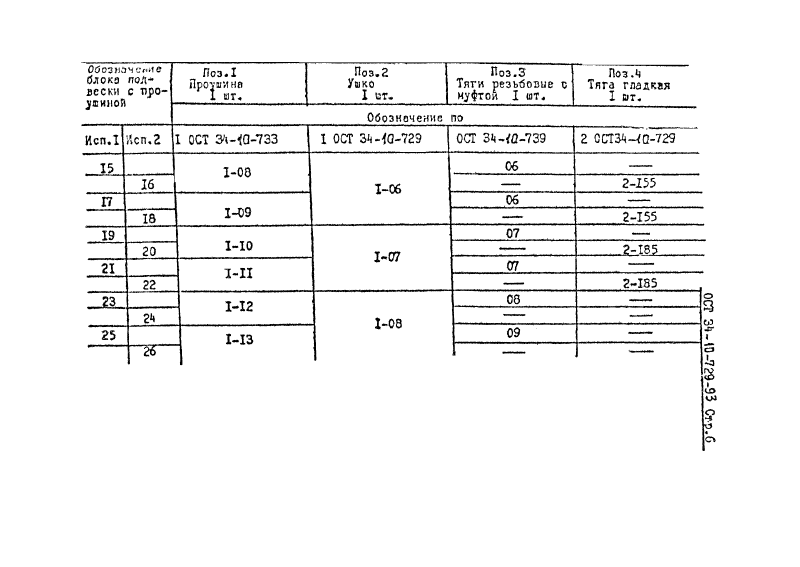 Обозначение блока подвески с проушиной
Поз.I Проушина I шт.
Поз.2 Ушко I шт.
Поз.3 Тяги резьбовые с муфтой I шт.
Поз.4 Тяга гладкая I шт.
Обозначение по
Исп.I Исп.2 I ОСТ 34-10-733 I ОСТ 34-10-729 ОСТ 34-10-739 2 ОСТ34-10-729
I5 I-08 I-06 06 —
I6 — 2-I55
I7 I-09 06 —
I8 — 2-I55
I9 I-I0 I-07 07 —
20 — 2-I85
2I I-II 07 —
22 — 2-I85
23 I-I2 I-08 08 —
24 — —
25 I-I3 09 —
26 — —
ОСТ 34-10-729-93 Стр.6